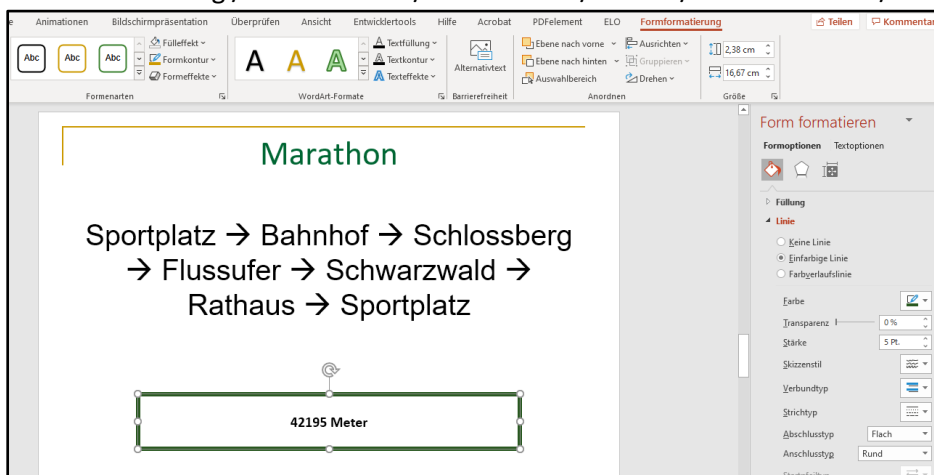 Animationen Bildschirmpräsentation Überprüfen Ansicht Entwicklertools Hilfe Acrobat PDFelement ELO Formformatierung Teilen
Abc Abc Abc
Fülleffekt
Formkontur
Formeffekte
Formenarten
A A A
Textfüllung
Textkontur
Texteffekte
WordArt-Formate
Alternativtext
Barrierefreiheit
Ebene nach vorne
Ebene nach hinten
Auswahlbereich
Ausrichten
Gruppieren
Drehen
Anordnen
2,38 cm
16,67 cm
Größe
Marathon
Sportplatz → Bahnhof → Schlossberg
→ Flussufer → Schwarzwald →
Rathaus → Sportplatz
42195 Meter
Form formatieren
Formoptionen Textoptionen
Füllung
Linie
Keine Linie
Einfarbige Linie
Farbverlaufslinie
Farbe
Transparenz 0 %
Stärke 5 Pt.
Skizzenstil
Verbundtyp
Strichtyp
Abschlusstyp Flach
Anschlusstyp Rund